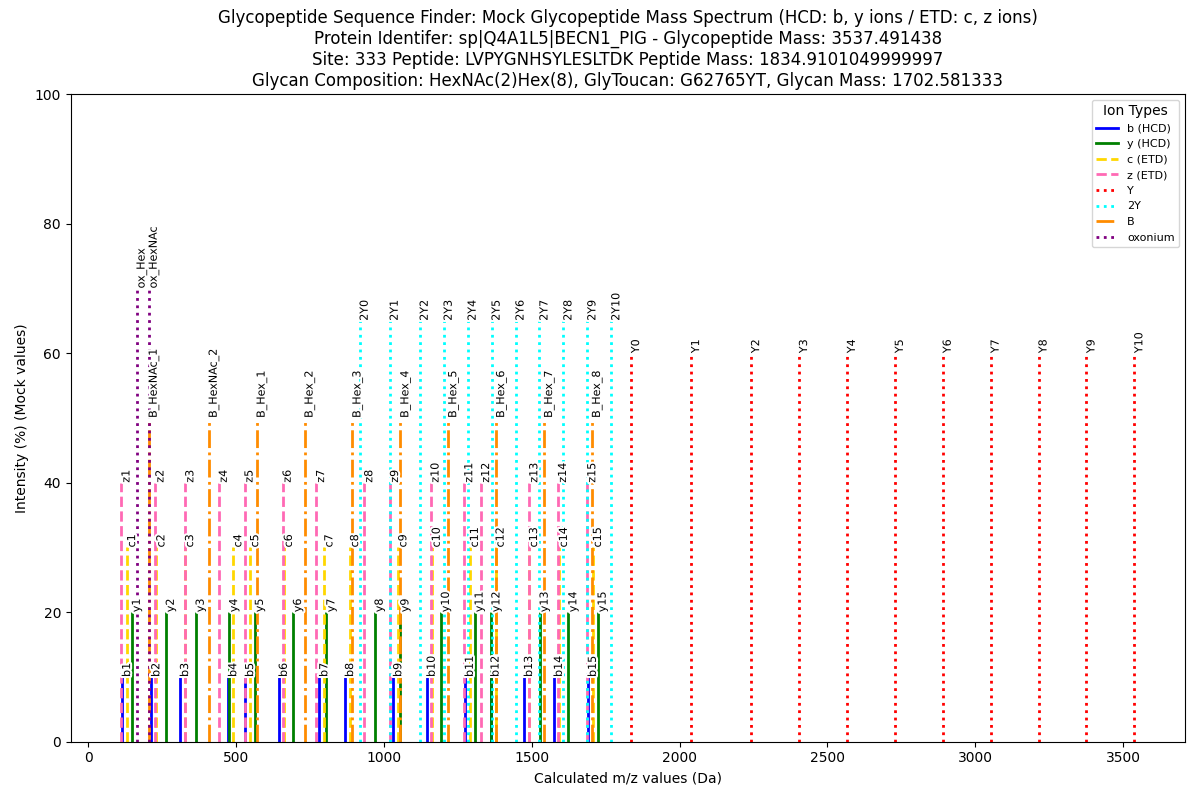 Glycopeptide Sequence Finder: Mock Glycopeptide Mass Spectrum (HCD: b, y ions / ETD: c, z ions)
Protein Identifer: sp|Q4A1L5|BECN1_PIG - Glycopeptide Mass: 3537.491438
Site: 333 Peptide: LVPYGNHSYLESLTDK Peptide Mass: 1834.9101049999997
Glycan Composition: HexNAc(2)Hex(8), GlyToucan: G62765YT, Glycan Mass: 1702.581333
Intensity (%) (Mock values)
100
80
60
40
20
0
Ion Types
b (HCD)
y (HCD)
c (ETD)
z (ETD)
Y
2Y
B
oxonium
ox_Hex
ox_HexNAc
2Y0
2Y1
2Y2
2Y3
2Y4
2Y5
2Y6
2Y7
2Y8
2Y9
2Y10
Y0
Y1
Y2
Y3
Y4
Y5
Y6
Y7
Y8
Y9
Y10
B_HexNAc_1
B_HexNAc_2
B_Hex_1
B_Hex_2
B_Hex_3
B_Hex_4
B_Hex_5
B_Hex_6
B_Hex_7
B_Hex_8
z1
z2
z3
z4
z5
z6
z7
z8
z9
z10
z11
z12
z13
z14
z15
c1
c2
c3
c4
c5
c6
c7
c8
c9
c10
c11
c12
c13
c14
c15
y1
y2
y3
y4
y5
y6
y7
y8
y9
y10
y11
y12
y13
y14
y15
b1
b2
b3
b4
b5
b6
b7
b8
b9
b10
b11
b12
b13
b14
b15
0
500
1000
1500
2000
2500
3000
3500
Calculated m/z values (Da)